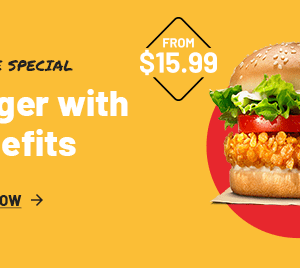 SPECIAL
FROM
$15.99
ger with
efits
OW →